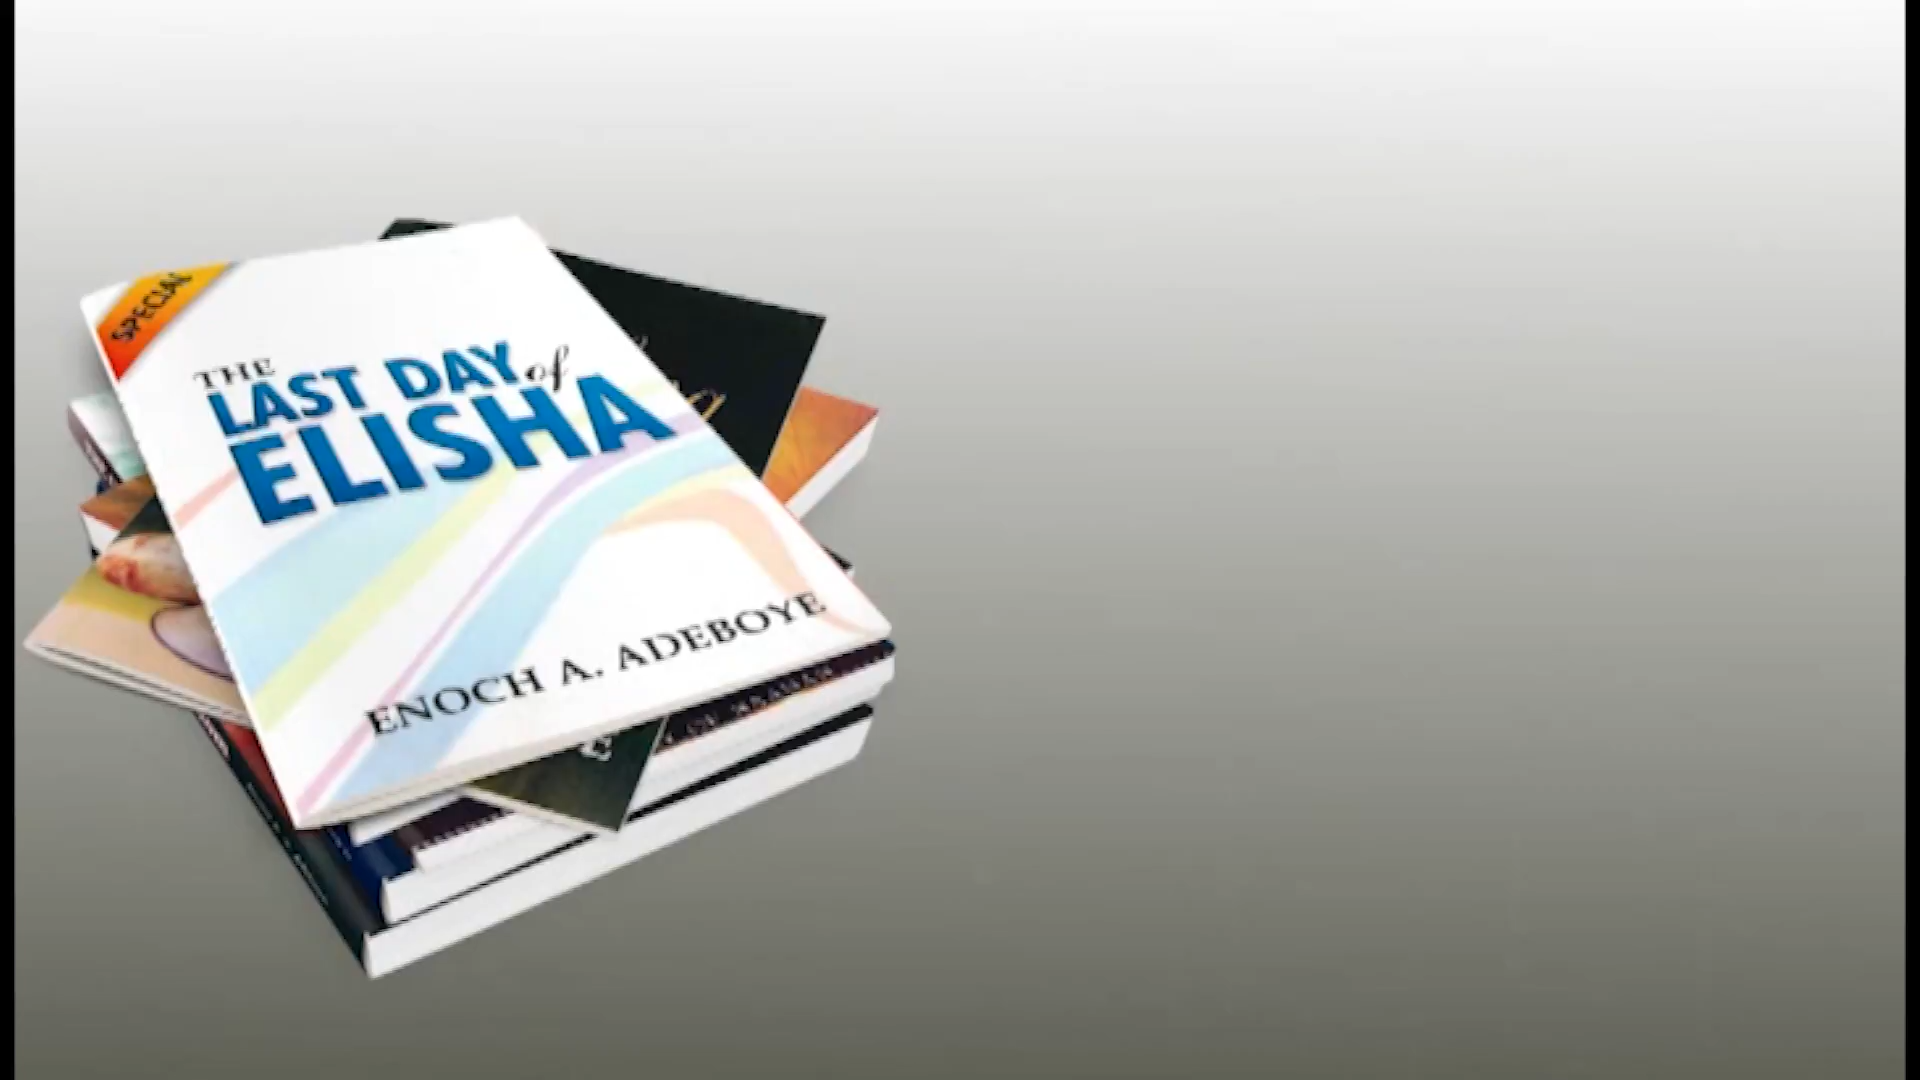 SPECIAL
THE
LAST DAY of
ELISHA
ENOCH A. ADEBOYE